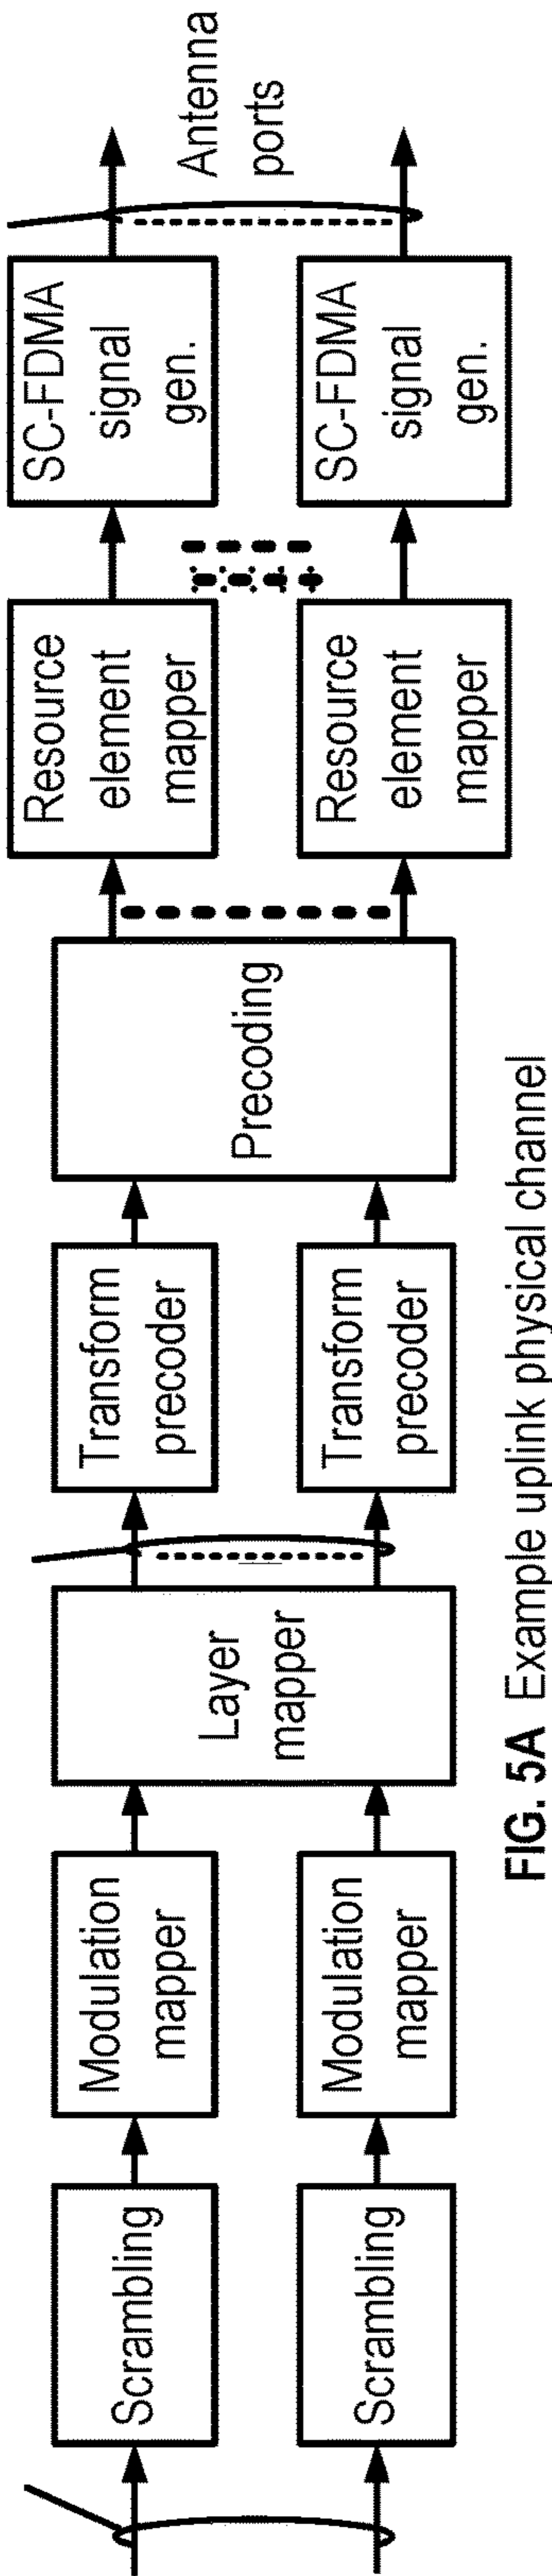 Scrambling
Modulation
mapper
Scrambling
Modulation
mapper
Layer
mapper
Transform
precoder
Transform
precoder
Precoding
Resource
element
mapper
Resource
element
mapper
SC-FDMA
signal
gen.
SC-FDMA
signal
gen.
Antenna
ports
FIG. 5A Example uplink physical channel